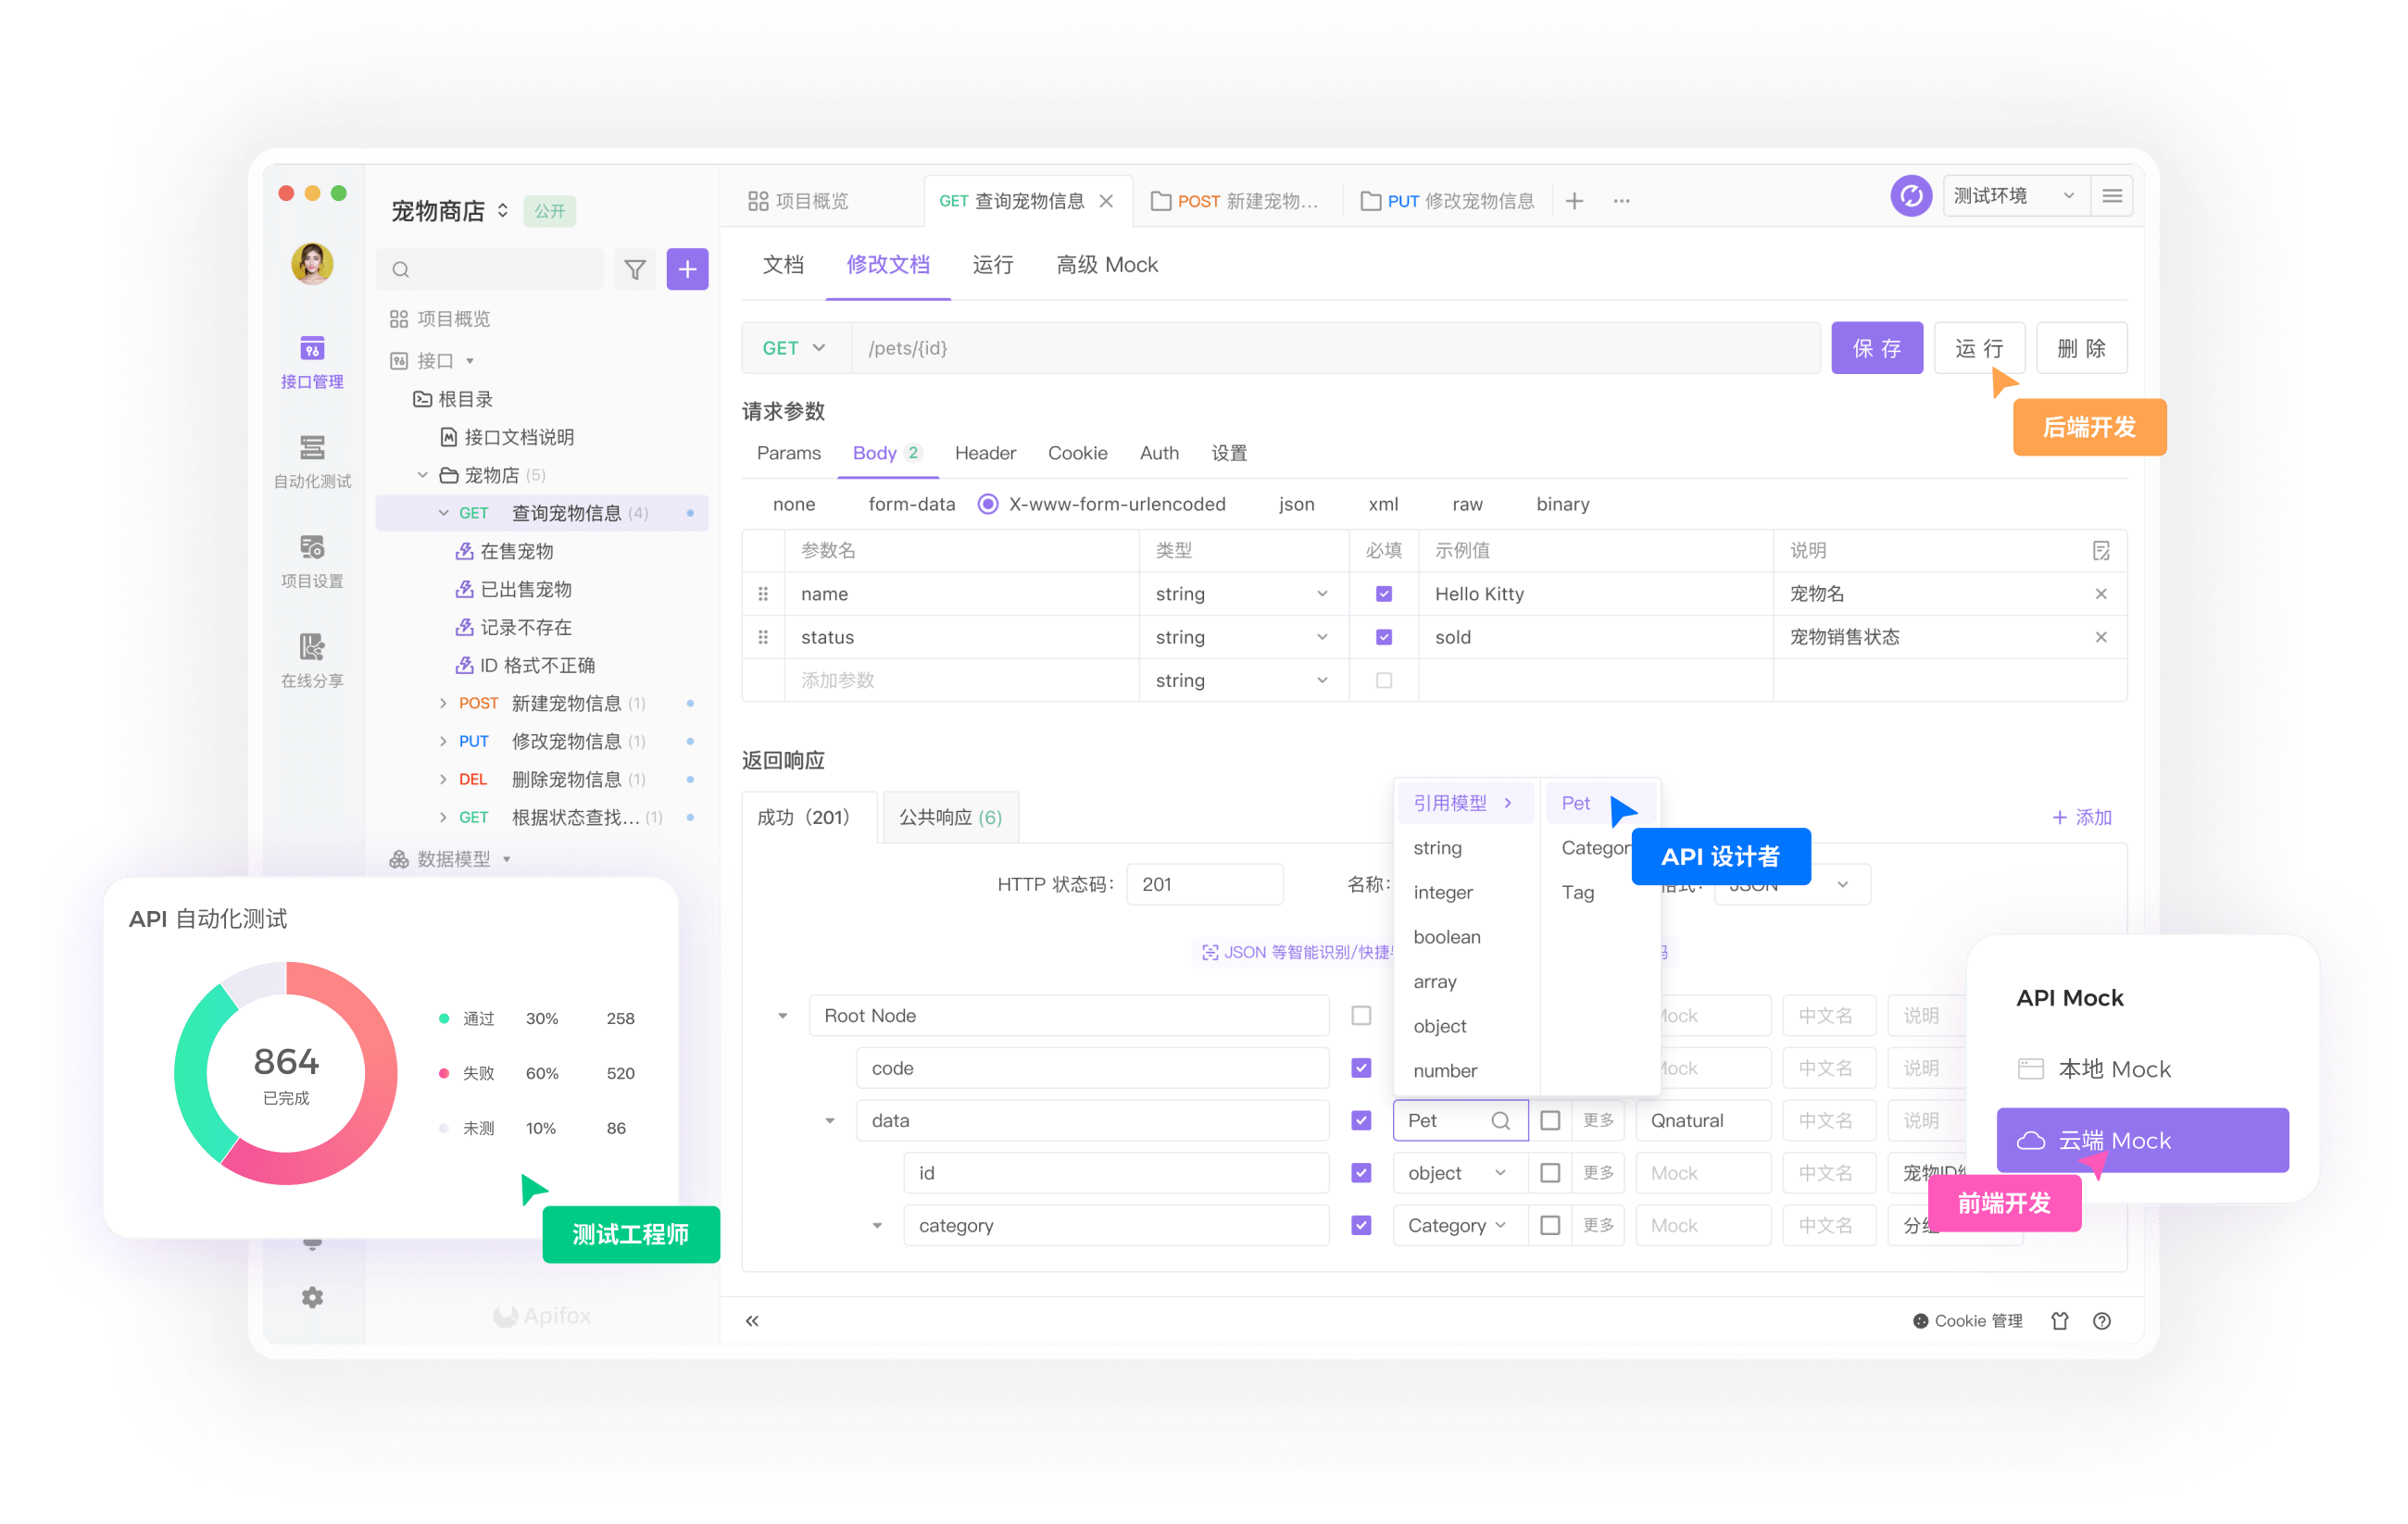 宠物商店 公开
项目概览
GET 查询宠物信息
POST 新建宠物...
PUT 修改宠物信息
测试环境
接口管理
自动化测试
项目设置
在线分享
项目概览
接口
根目录
接口文档说明
宠物店 (5)
GET 查询宠物信息 (4)
在售宠物
已出售宠物
记录不存在
ID 格式不正确
POST 新建宠物信息 (1)
PUT 修改宠物信息 (1)
DEL 删除宠物信息 (1)
GET 根据状态查找... (1)
数据模型
Apifox
文档 修改文档 运行 高级 Mock
GET /pets/{id} 保存 运行 删除
后端开发
请求参数
Params Body 2 Header Cookie Auth 设置
none form-data X-www-form-urlencoded json xml raw binary
参数名 类型 必填 示例值 说明
name string Hello Kitty 宠物名
status string sold 宠物销售状态
添加参数 string
返回响应
成功（201） 公共响应 (6)
添加
HTTP 状态码： 201 名称：
JSON 等智能识别/快捷
引用模型
string
integer
boolean
array
object
number
Pet
Tag
API 设计者
Root Node 中文名 说明
code 中文名 说明
data Pet 更多 Qnatural 中文名 说明
id object 更多 Mock 中文名
category Category 更多 Mock 中文名
Cookie 管理
API 自动化测试
864
已完成
通过 30% 258
失败 60% 520
未测 10% 86
测试工程师
API Mock
本地 Mock
云端 Mock
前端开发